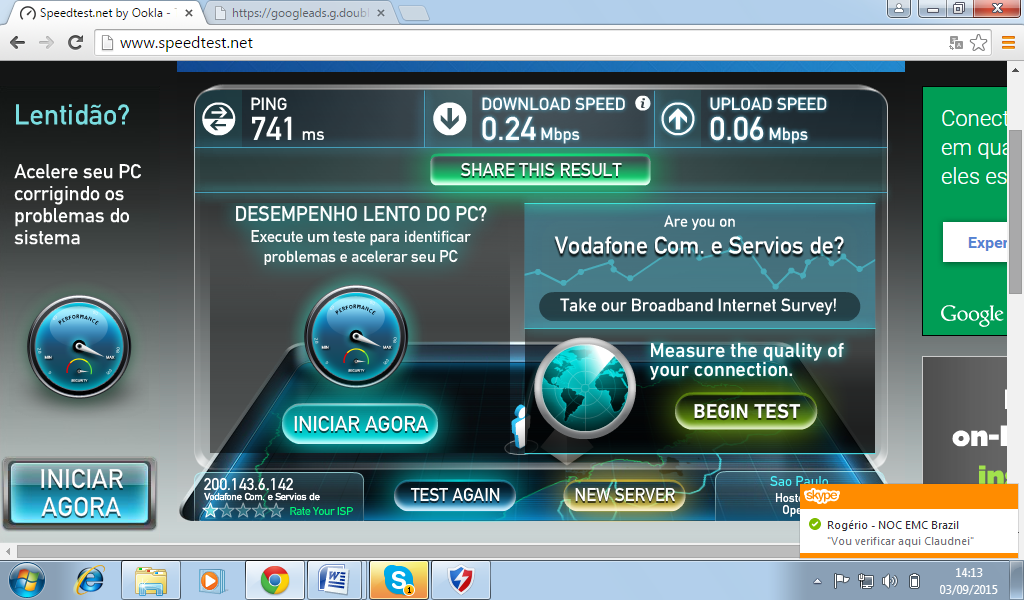 Speedtest.net by Ookla -
https://googleads.g.doubl
www.speedtest.net
Lentidão?
Acelere seu PC
corrigindo os
problemas do
sistema
PERFORMANCE
MIN
MAX
SECURITY
INICIAR
AGORA
PING
741 ms
DOWNLOAD SPEED
0.24 Mbps
UPLOAD SPEED
0.06 Mbps
SHARE THIS RESULT
DESEMPENHO LENTO DO PC?
Execute um teste para identificar
problemas e acelerar seu PC
PERFORMANCE
MIN
MAX
SECURITY
INICIAR AGORA
Are you on
Vodafone Com. e Servios de?
Take our Broadband Internet Survey!
Measure the quality of
your connection.
BEGIN TEST
200.143.6.142
Vodafone Com. e Servios de
Rate Your ISP
TEST AGAIN
NEW SERVER
Sao Paulo
Hoste
Ope
Conect
em qua
eles es
Exper
Google
on-
ins
skype
Rogério - NOC EMC Brazil
"Vou verificar aqui Claudnei"
1
14:13
03/09/2015